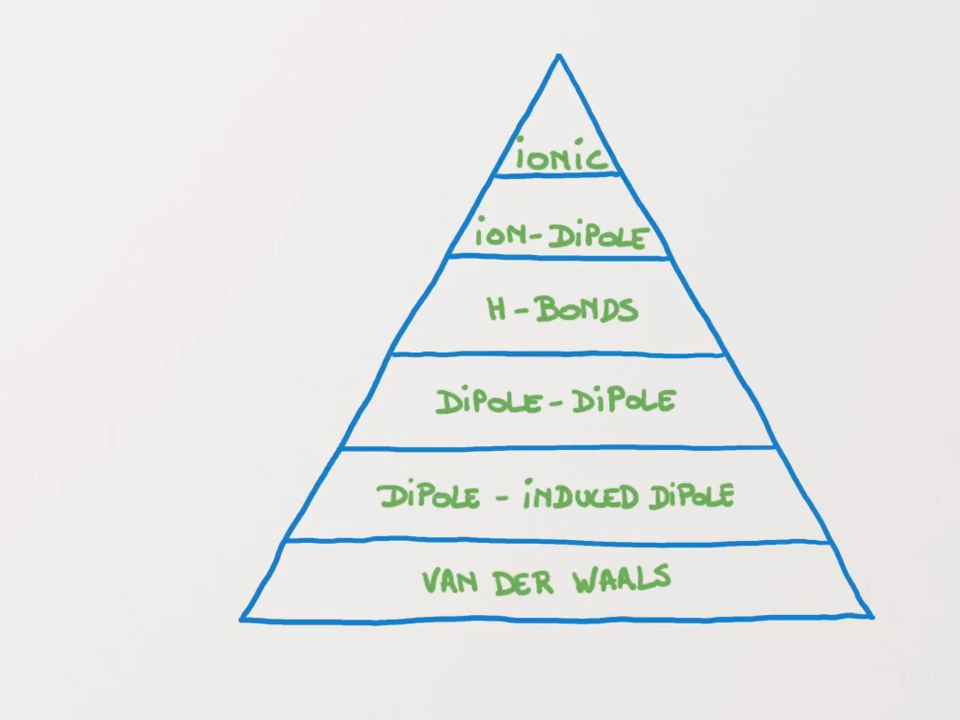 iONiC
iON-DiPOLE
H-BONDS
DiPOLE-DiPOLE
DiPOLE - iNDUCED DiPOLE
VAN DER WAALS